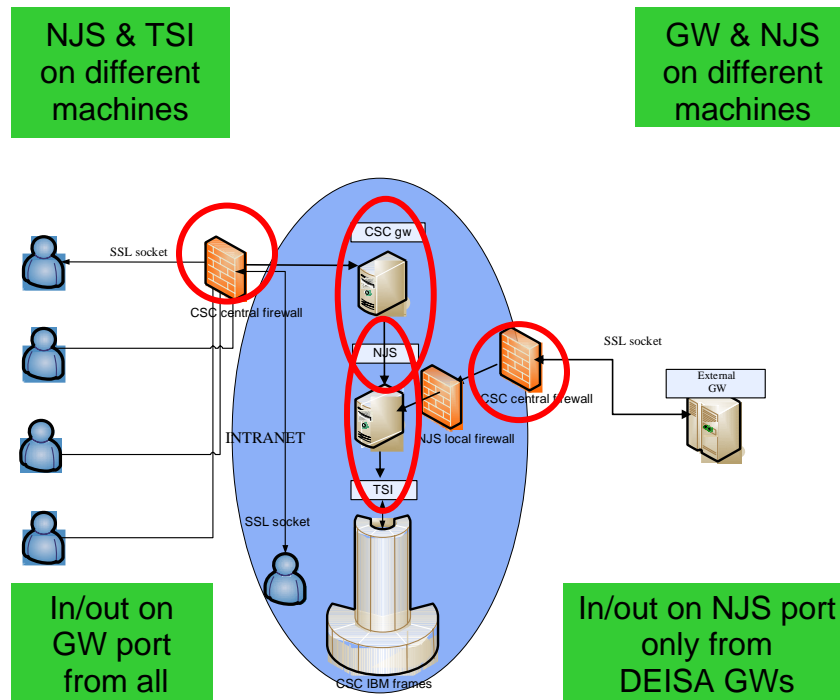 NJS & TSI
on different
machines
GW & NJS
on different
machines
CSC gw
SSL socket
CSC central firewall
NJS
SSL socket
External
GW
CSC central firewall
NJS local firewall
INTRANET
TSI
SSL socket
In/out on
GW port
from all
In/out on NJS port
only from
DEISA GWs
CSC IBM frames